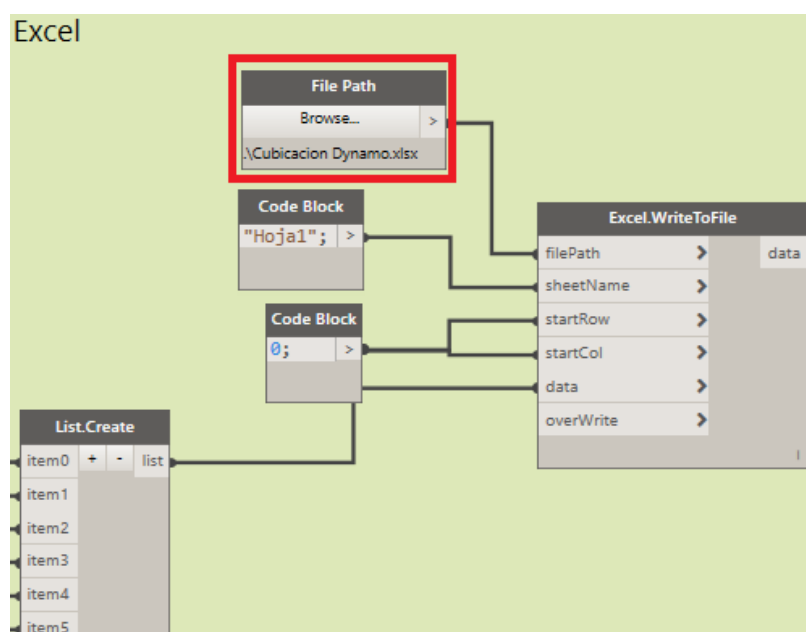 Excel
File Path
Browse... >
.\Cubicacion Dynamo.xlsx
Code Block
"Hoja1"; >
Code Block
0; >
Excel.WriteToFile
filePath > data
sheetName >
startRow >
startCol >
data >
overWrite >
l
List.Create
item0 + - list
item1
item2
item3
item4
item5